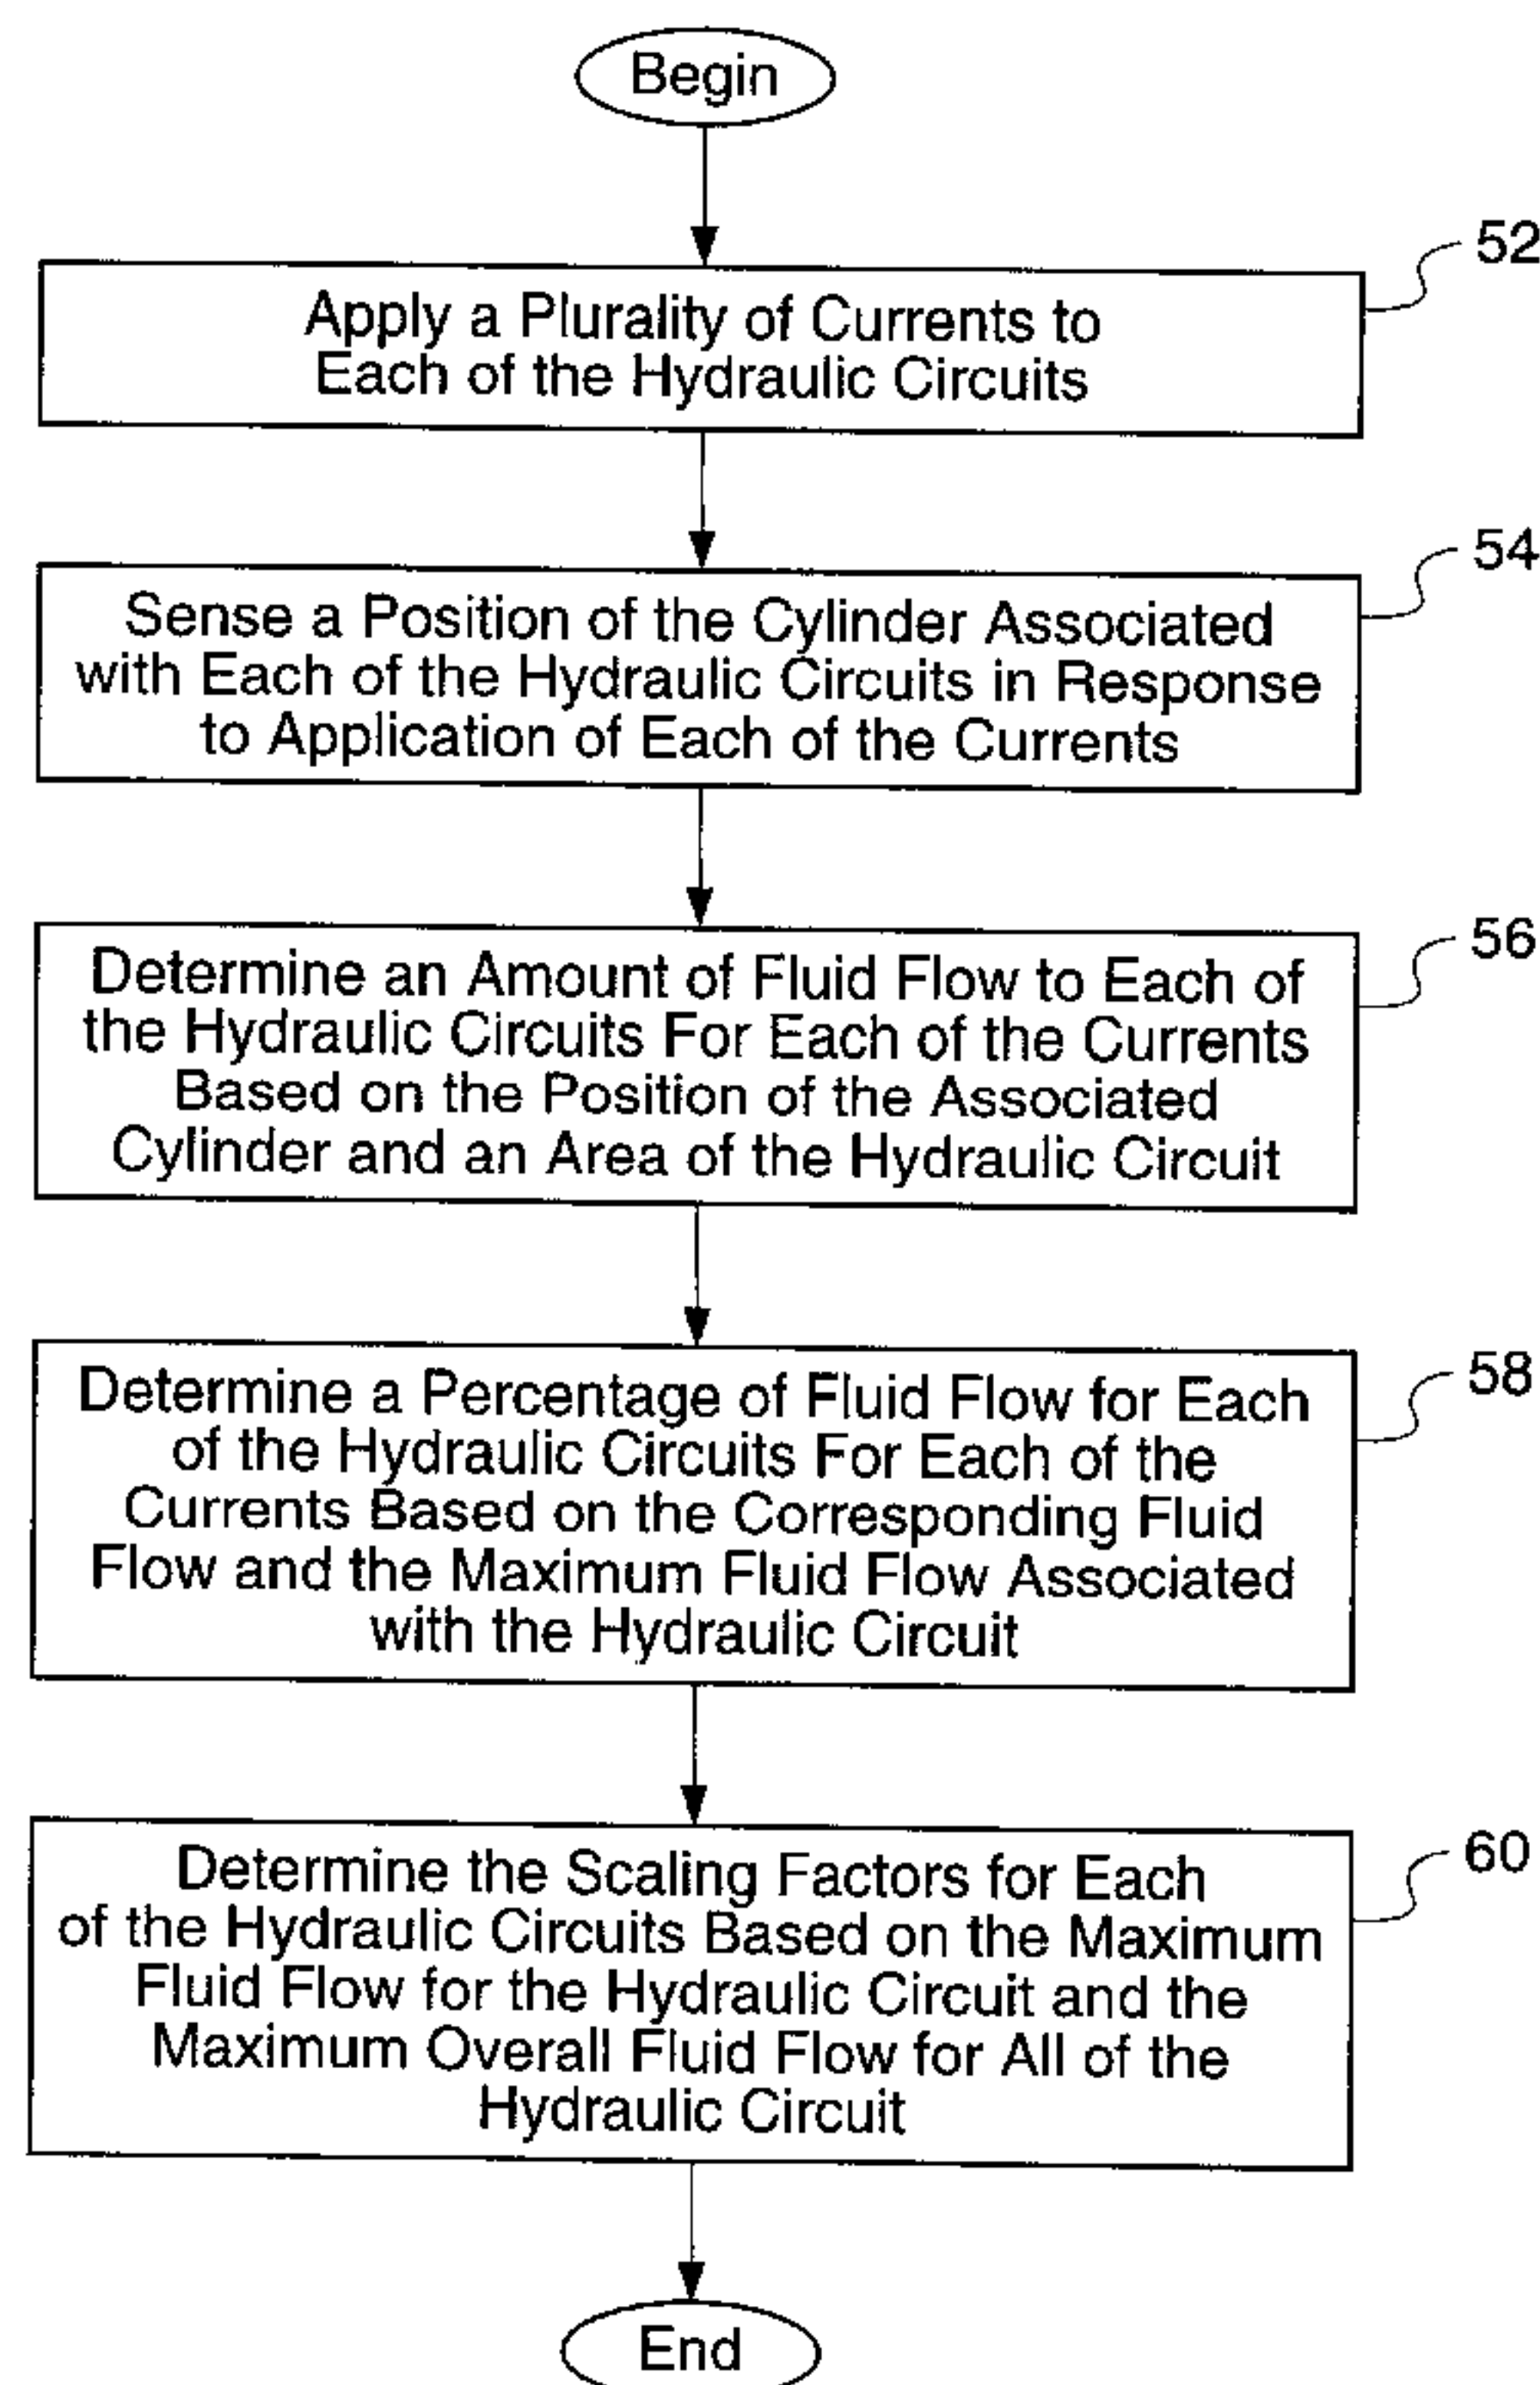 Begin
52
Apply a Plurality of Currents to
Each of the Hydraulic Circuits
54
Sense a Position of the Cylinder Associated
with Each of the Hydraulic Circuits in Response
to Application of Each of the Currents
56
Determine an Amount of Fluid Flow to Each of
the Hydraulic Circuits For Each of the Currents
Based on the Position of the Associated
Cylinder and an Area of the Hydraulic Circuit
58
Determine a Percentage of Fluid Flow for Each
of the Hydraulic Circuits For Each of the
Currents Based on the Corresponding Fluid
Flow and the Maximum Fluid Flow Associated
with the Hydraulic Circuit
60
Determine the Scaling Factors for Each
of the Hydraulic Circuits Based on the Maximum
Fluid Flow for the Hydraulic Circuit and the
Maximum Overall Fluid Flow for All of the
Hydraulic Circuit
End